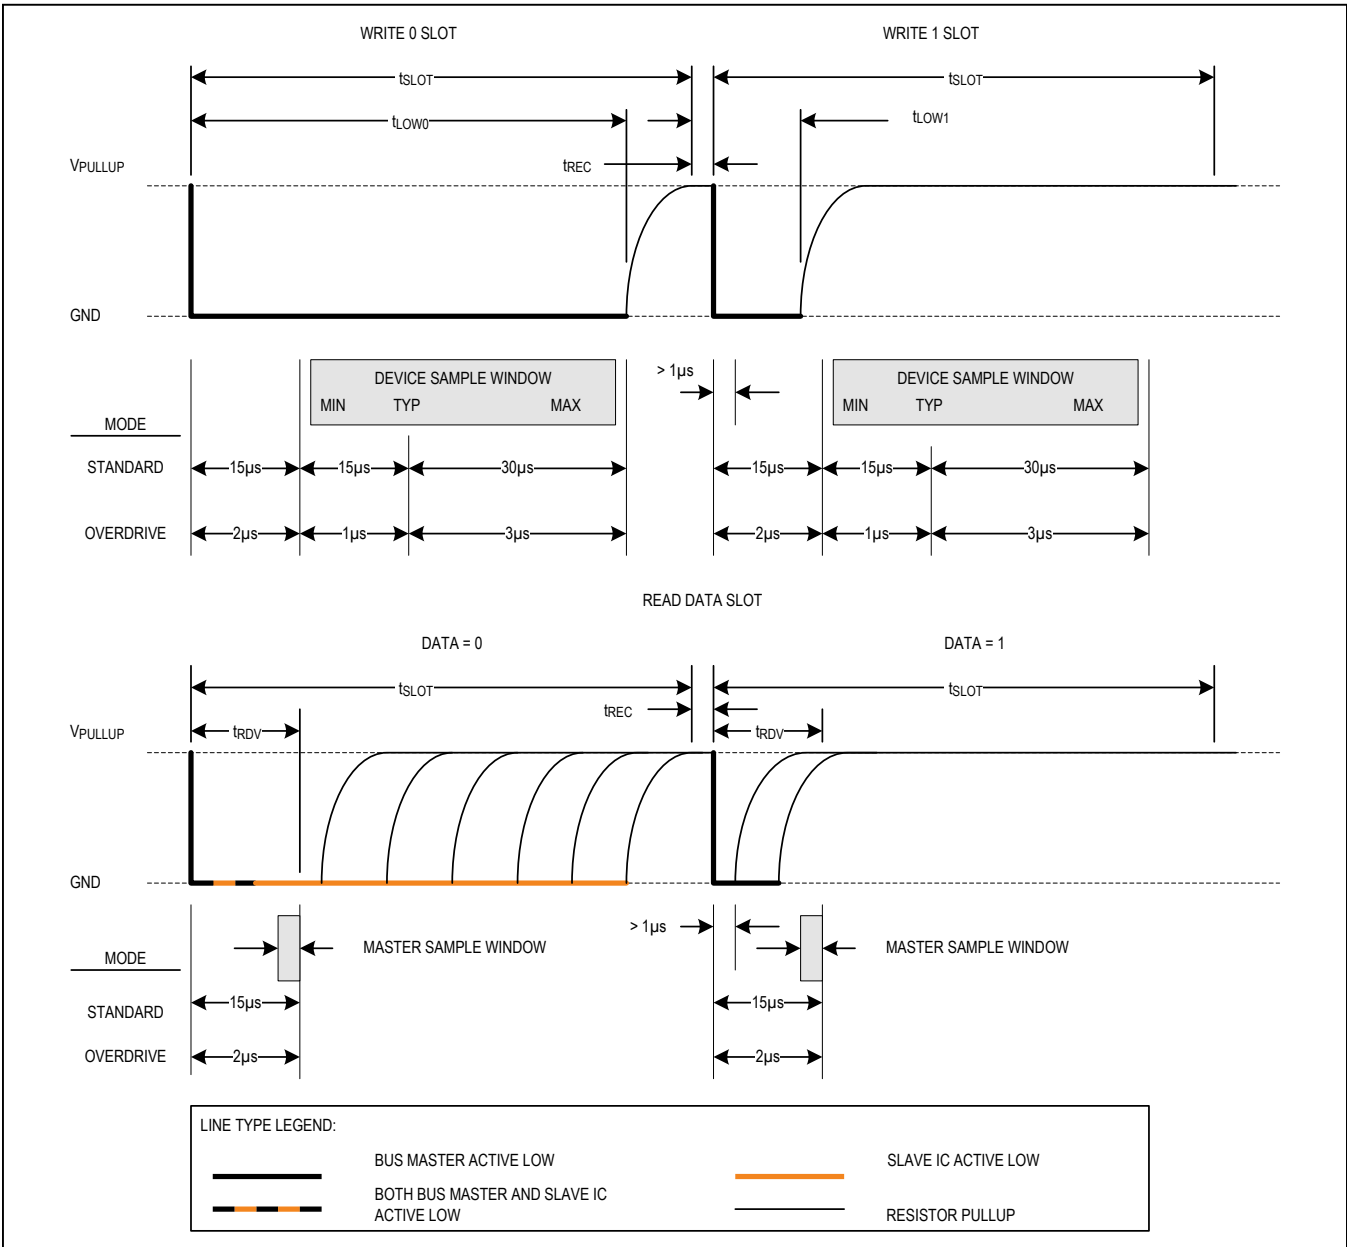 WRITE 0 SLOT WRITE 1 SLOT
tSLOT tSLOT
tLOW0 tLOW1
tREC
VPULLUP
GND
DEVICE SAMPLE WINDOW > 1µs DEVICE SAMPLE WINDOW
MIN TYP MAX MIN TYP MAX
MODE
STANDARD 15µs 15µs 30µs 15µs 15µs 30µs
OVERDRIVE 2µs 1µs 3µs 2µs 1µs 3µs
READ DATA SLOT
DATA = 0 DATA = 1
tSLOT tSLOT
tREC
VPULLUP tRDV tRDV
GND
> 1µs
MASTER SAMPLE WINDOW MASTER SAMPLE WINDOW
MODE
STANDARD 15µs 15µs
OVERDRIVE 2µs 2µs
LINE TYPE LEGEND:
BUS MASTER ACTIVE LOW SLAVE IC ACTIVE LOW
BOTH BUS MASTER AND SLAVE IC
ACTIVE LOW RESISTOR PULLUP